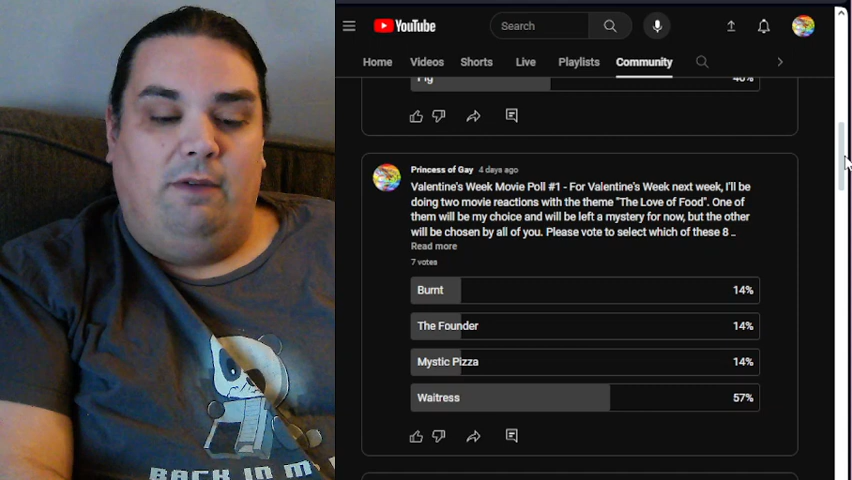 YouTube
Search
Home Videos Shorts Live Playlists Community
Pig 40%
Princess of Gay 4 days ago
Valentine's Week Movie Poll #1 - For Valentine's Week next week, I'll be
doing two movie reactions with the theme "The Love of Food". One of
them will be my choice and will be left a mystery for now, but the other
will be chosen by all of you. Please vote to select which of these 8 ..
Read more
7 votes
Burnt 14%
The Founder 14%
Mystic Pizza 14%
Waitress 57%
BACK IN M